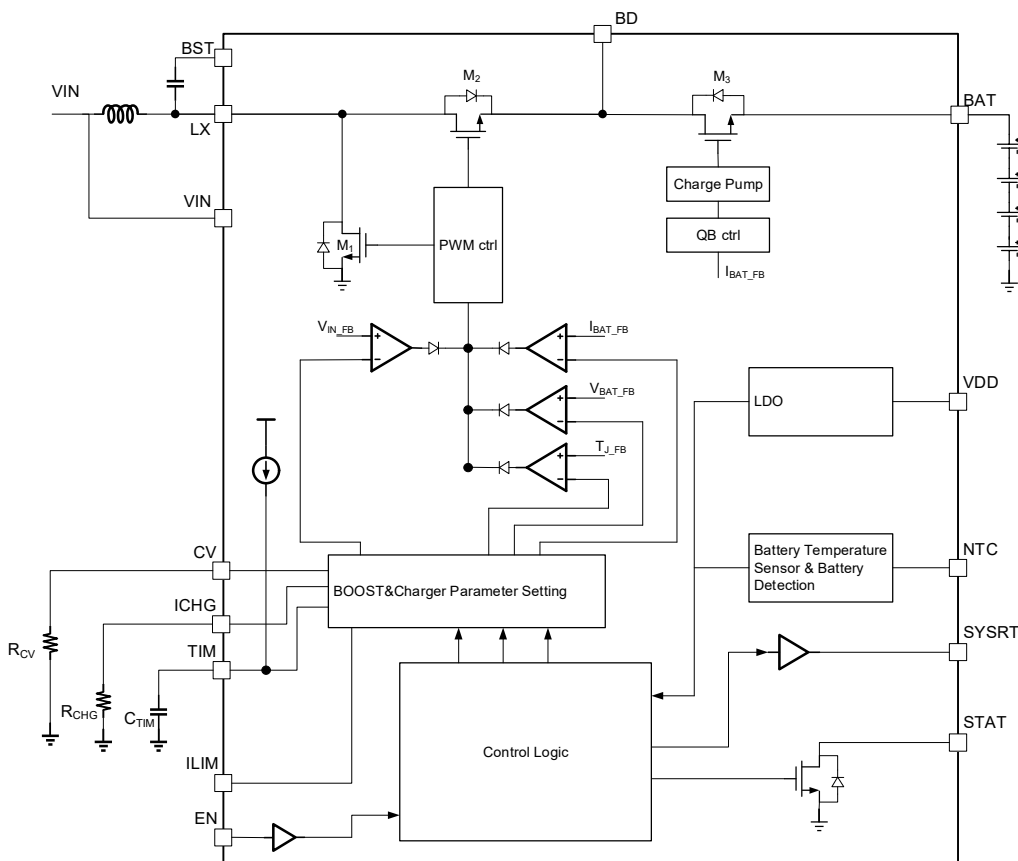 BD
BST
VIN
M2
M3
BAT
LX
Charge Pump
VIN
QB ctrl
M1
PWM ctrl
IBAT_FB
VIN_FB
IBAT_FB
VDD
VBAT_FB
LDO
TJ_FB
CV
Battery Temperature
Sensor & Battery
Detection
NTC
BOOST&Charger Parameter Setting
ICHG
SYSRT
RCV
TIM
RCHG
CTIM
STAT
Control Logic
ILIM
EN